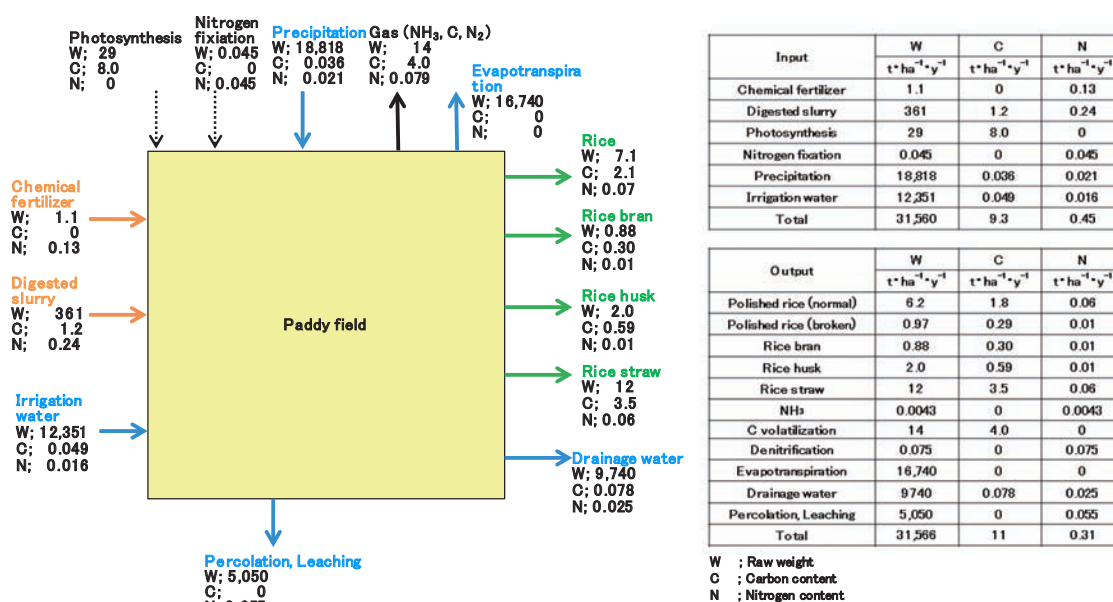 Photosynthesis
W; 29
C; 8.0
N; 0
Nitrogen
fixiation
W; 0.045
C; 0
N; 0.045
Precipitation
W; 18,818
C; 0.036
N; 0.021
Gas (NH₃, C, N₂)
W; 14
C; 4.0
N; 0.079
Evapotranspira
tion
W; 16,740
C; 0
N; 0
Chemical
fertilizer
W; 1.1
C; 0
N; 0.13
Digested
slurry
W; 361
C; 1.2
N; 0.24
Irrigation
water
W; 12,351
C; 0.049
N; 0.016
Paddy field
Rice
W; 7.1
C; 2.1
N; 0.07
Rice bran
W; 0.88
C; 0.30
N; 0.01
Rice husk
W; 2.0
C; 0.59
N; 0.01
Rice straw
W; 12
C; 3.5
N; 0.06
Drainage water
W; 9,740
C; 0.078
N; 0.025
Percolation, Leaching
W; 5,050
C; 0
Input W C N
t·ha⁻¹·y⁻¹ t·ha⁻¹·y⁻¹ t·ha⁻¹·y⁻¹
Chemical fertilizer 1.1 0 0.13
Digested slurry 361 1.2 0.24
Photosynthesis 29 8.0 0
Nitrogen fixation 0.045 0 0.045
Precipitation 18,818 0.036 0.021
Irrigation water 12,351 0.049 0.016
Total 31,560 9.3 0.45
Output W C N
t·ha⁻¹·y⁻¹ t·ha⁻¹·y⁻¹ t·ha⁻¹·y⁻¹
Polished rice (normal) 6.2 1.8 0.06
Polished rice (broken) 0.97 0.29 0.01
Rice bran 0.88 0.30 0.01
Rice husk 2.0 0.59 0.01
Rice straw 12 3.5 0.06
NH₃ 0.0043 0 0.0043
C volatilization 14 4.0 0
Denitrification 0.075 0 0.075
Evapotranspiration 16,740 0 0
Drainage water 9740 0.078 0.025
Percolation, Leaching 5,050 0 0.055
Total 31,566 11 0.31
W ; Raw weight
C ; Carbon content
N ; Nitrogen content